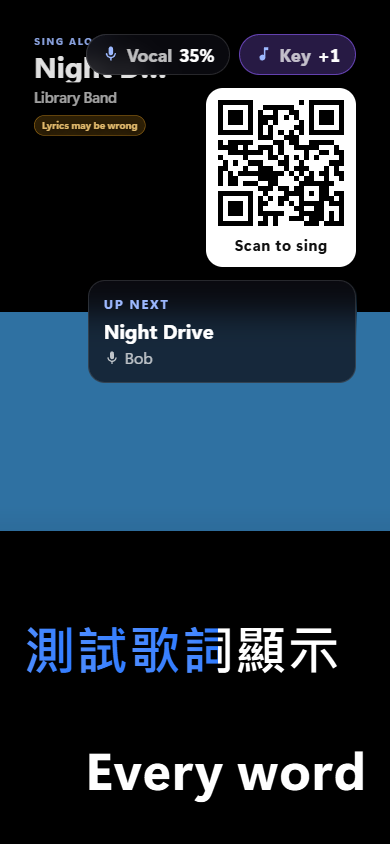 SING ALO
Vocal 35%
Key +1
Night D...
Library Band
Lyrics may be wrong
Scan to sing
UP NEXT
Night Drive
Bob
測試歌詞顯示
Every word